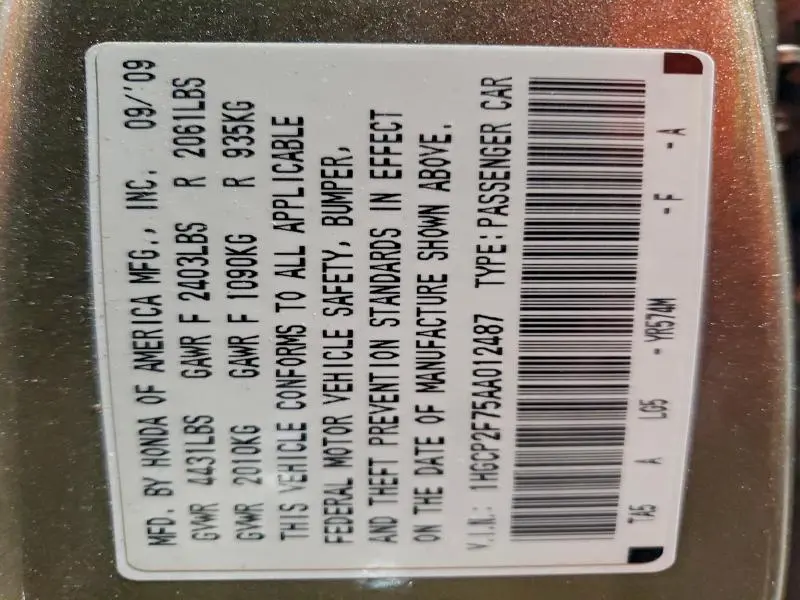 MFD. BY HONDA OF AMERICA MFG., INC. 09/'09
GVWR 4431LBS GAWR F 2403LBS R 2061LBS
GVWR 2010KG GAWR F 1090KG R 935KG
THIS VEHICLE CONFORMS TO ALL APPLICABLE
FEDERAL MOTOR VEHICLE SAFETY, BUMPER,
AND THEFT PREVENTION STANDARDS IN EFFECT
ON THE DATE OF MANUFACTURE SHOWN ABOVE.
V.I.N.: 1HGCP2F75AA012487 TYPE:PASSENGER CAR
TA5 A LG5 - YR574M -F -A